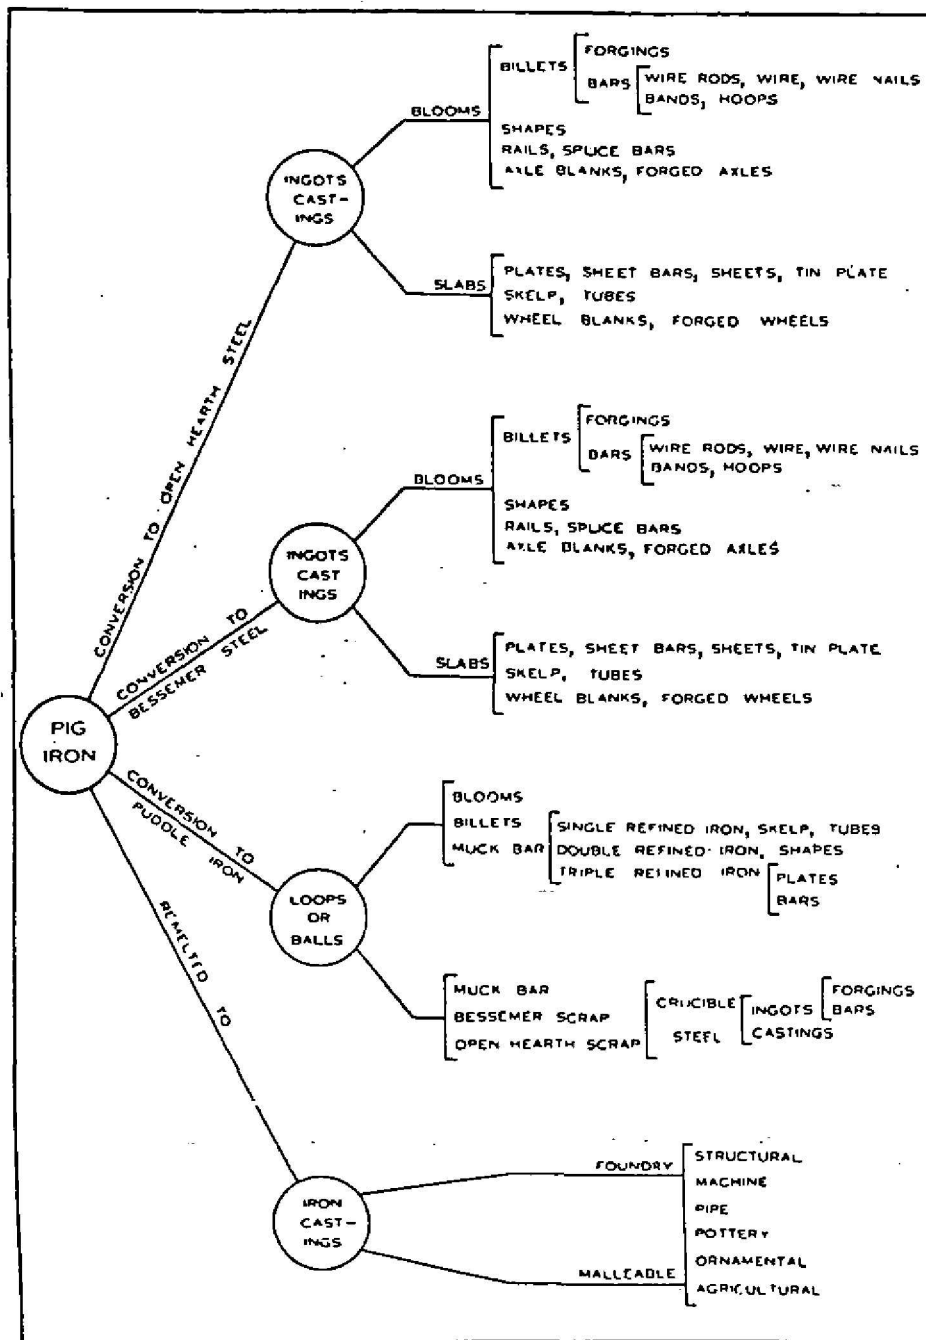 PIG
IRON
CONVERSION TO OPEN HEARTH STEEL
INGOTS
CAST-
INGS
BLOOMS
BILLETS
FORGINGS
BARS
WIRE RODS, WIRE, WIRE NAILS
BANDS, HOOPS
SHAPES
RAILS, SPLICE BARS
AXLE BLANKS, FORGED AXLES
SLABS
PLATES, SHEET BARS, SHEETS, TIN PLATE
SKELP, TUBES
WHEEL BLANKS, FORGED WHEELS
CONVERSION TO
BESSEMER STEEL
INGOTS
CAST
INGS
BLOOMS
BILLETS
FORGINGS
BARS
WIRE RODS, WIRE, WIRE NAILS
BANDS, HOOPS
SHAPES
RAILS, SPLICE BARS
AXLE BLANKS, FORGED AXLES
SLABS
PLATES, SHEET BARS, SHEETS, TIN PLATE
SKELP, TUBES
WHEEL BLANKS, FORGED WHEELS
CONVERSION TO
PUDDLE IRON
LOOPS
OR
BALLS
BLOOMS
BILLETS
MUCK BAR
SINGLE REFINED IRON, SKELP, TUBES
DOUBLE REFINED IRON, SHAPES
TRIPLE REFINED IRON
PLATES
BARS
MUCK BAR
BESSEMER SCRAP
OPEN HEARTH SCRAP
CRUCIBLE
STEEL
INGOTS
CASTINGS
FORGINGS
BARS
REMELTED TO
IRON
CAST-
INGS
FOUNDRY
MALLEABLE
STRUCTURAL
MACHINE
PIPE
POTTERY
ORNAMENTAL
AGRICULTURAL